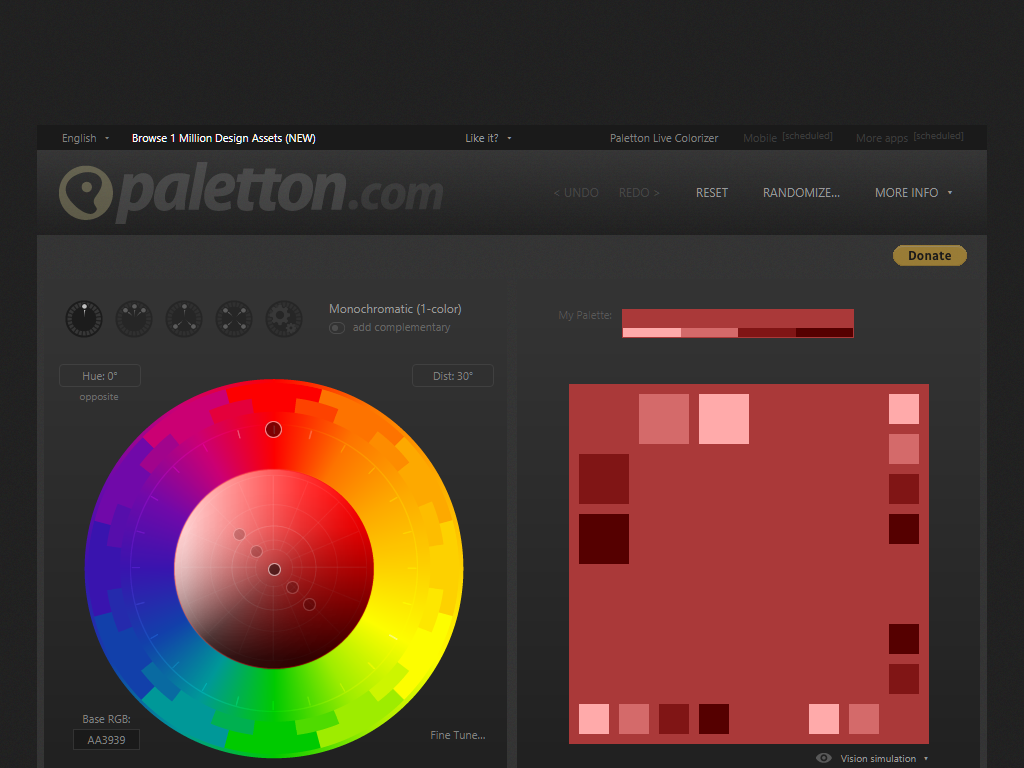 English Browse 1 Million Design Assets (NEW) Like it? Paletton Live Colorizer Mobile [scheduled] More apps [scheduled]
paletton.com < UNDO REDO > RESET RANDOMIZE... MORE INFO
Donate
Monochromatic (1-color)
add complementary
My Palette:
Hue: 0° Dist: 30°
opposite
Base RGB:
AA3939
Fine Tune...
Vision simulation